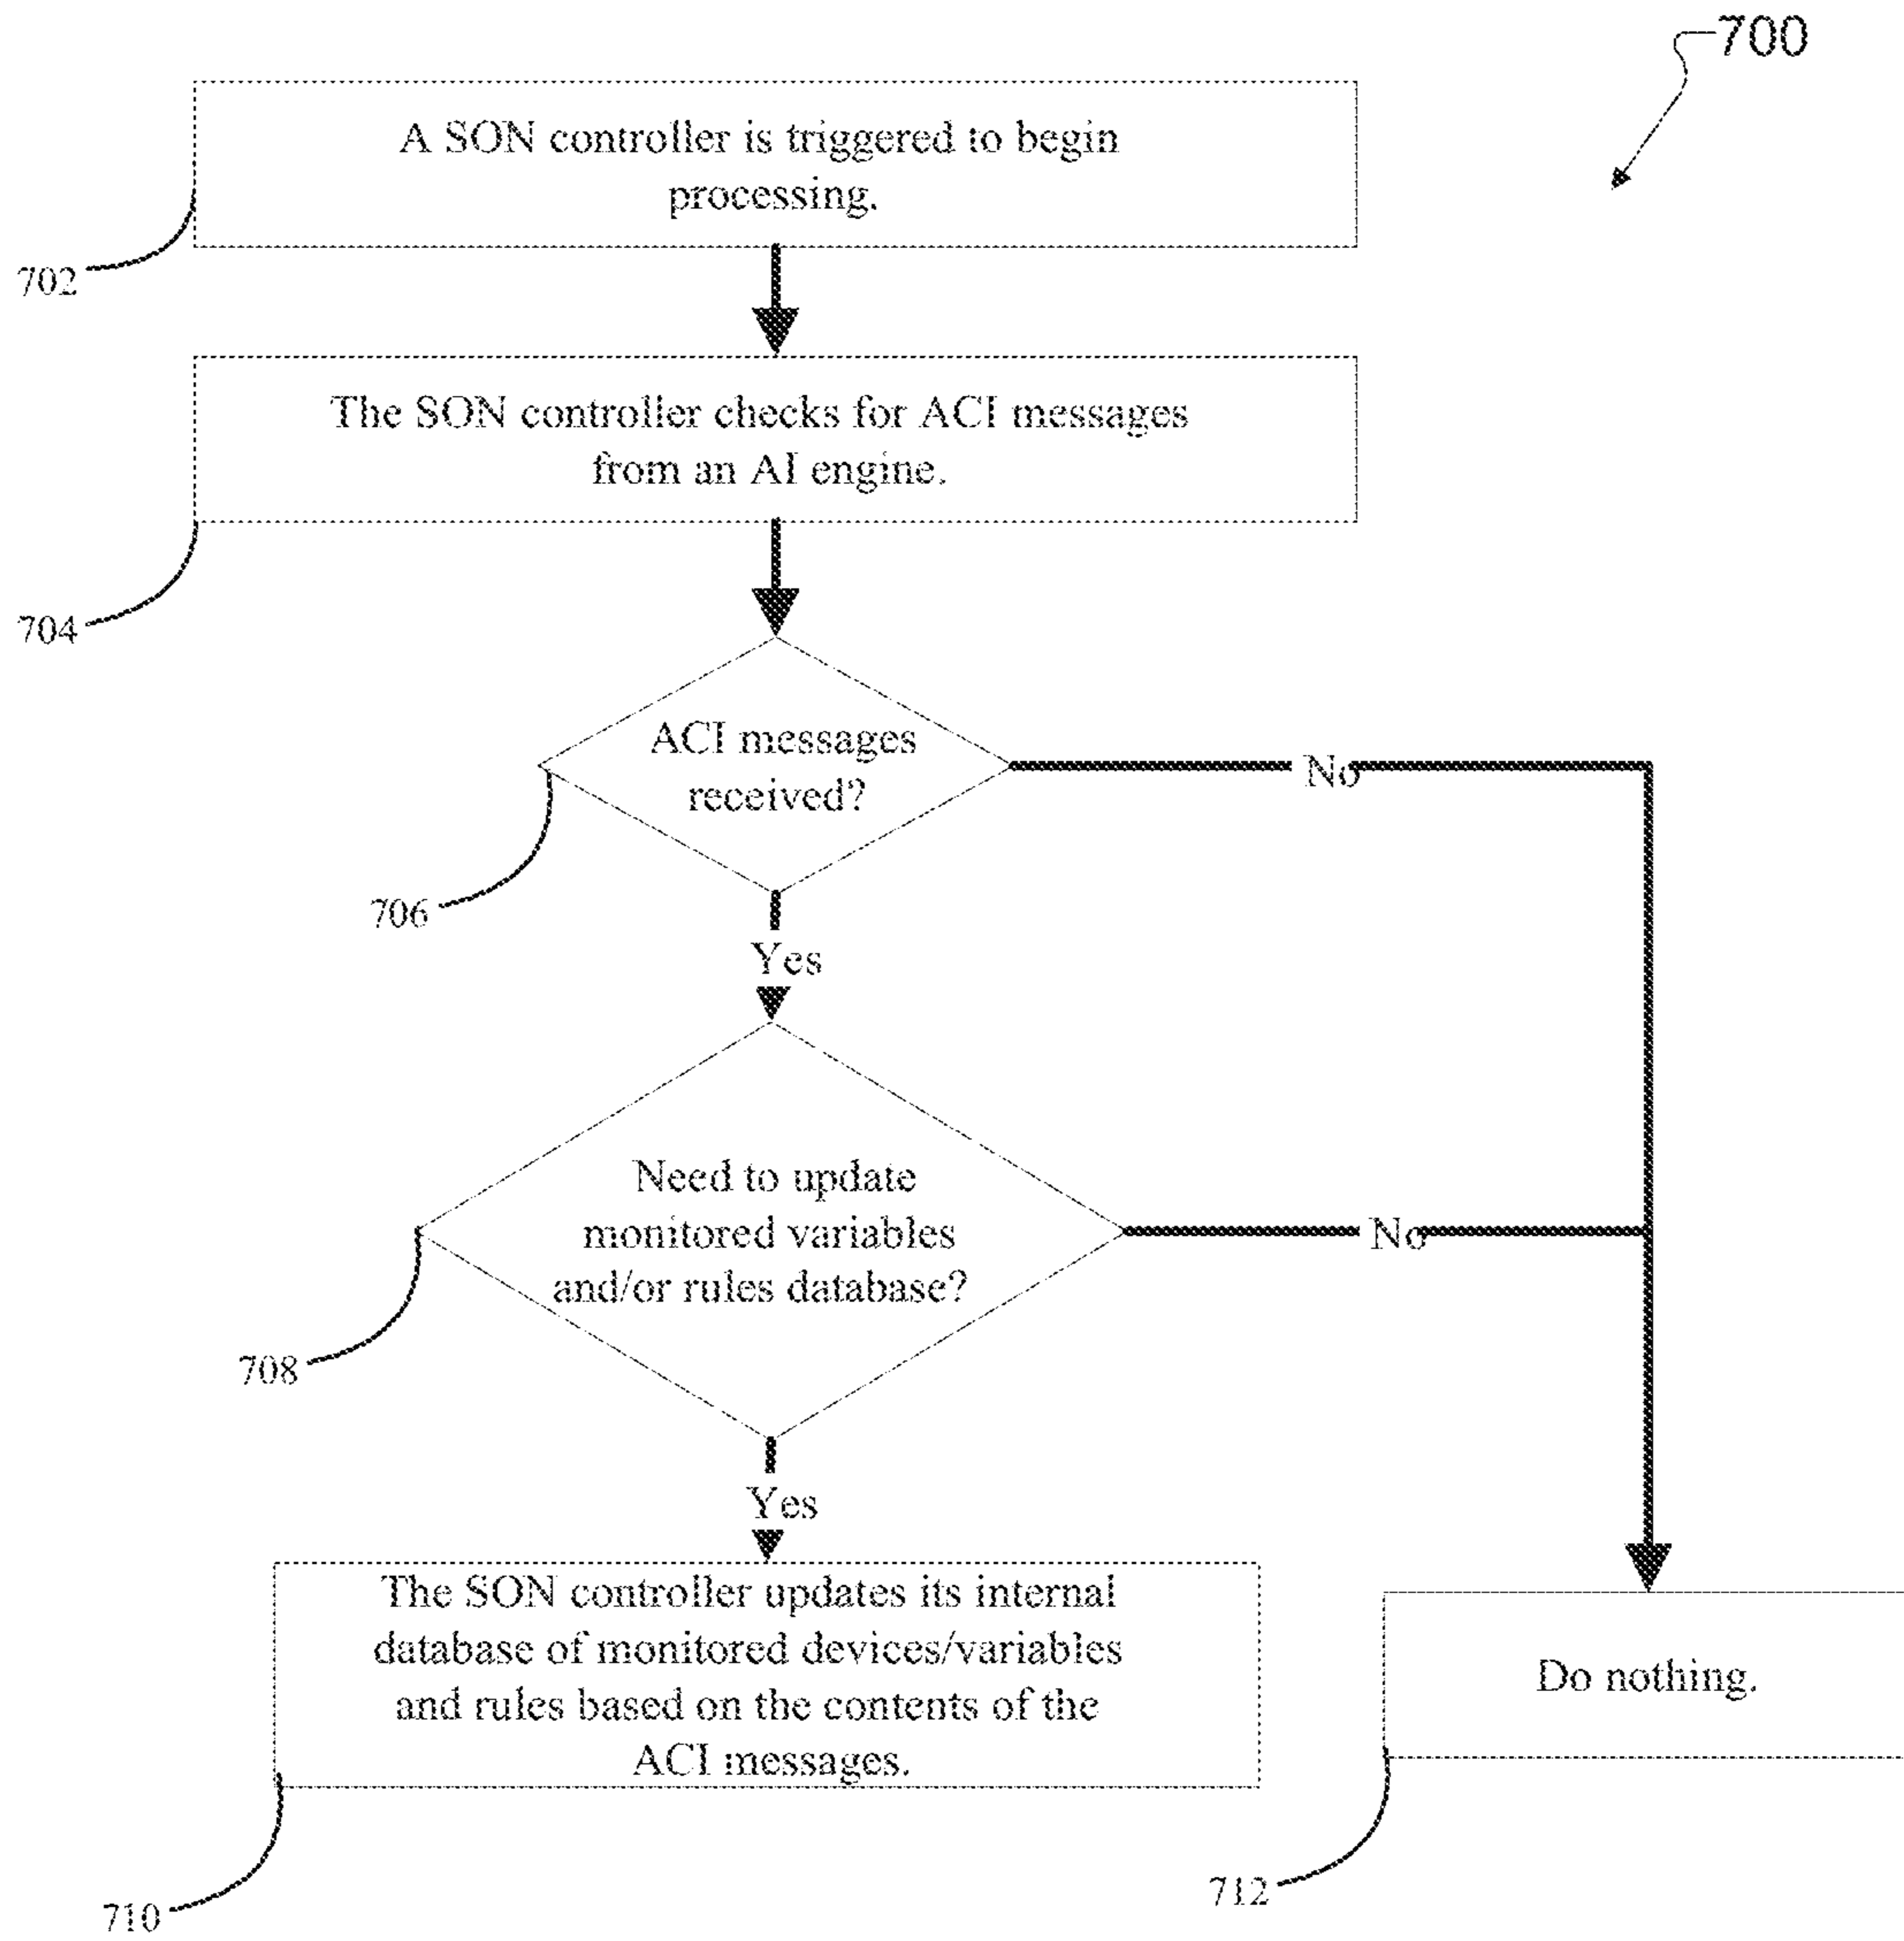 700
A SON controller is triggered to begin
processing.
702
The SON controller checks for ACI messages
from an AI engine.
704
ACI messages
received?
No
706
Yes
Need to update
monitored variables
and/or rules database?
No
708
Yes
The SON controller updates its internal
database of monitored devices/variables
and rules based on the contents of the
ACI messages.
Do nothing.
710
712